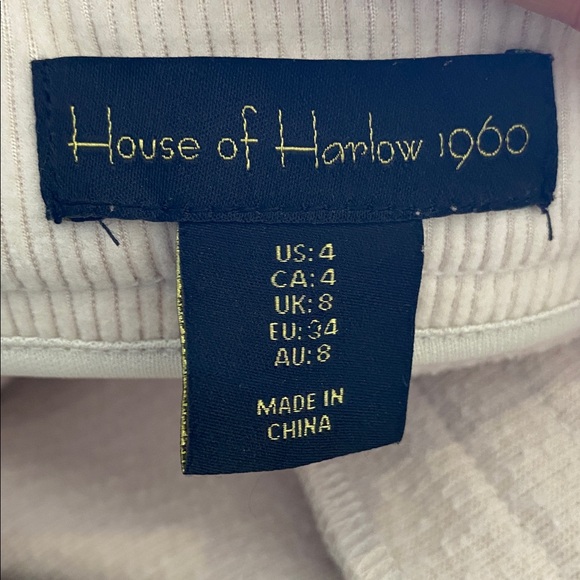 House of Harlow 1960
US: 4
CA: 4
UK: 8
EU: 34
AU: 8
MADE IN
CHINA